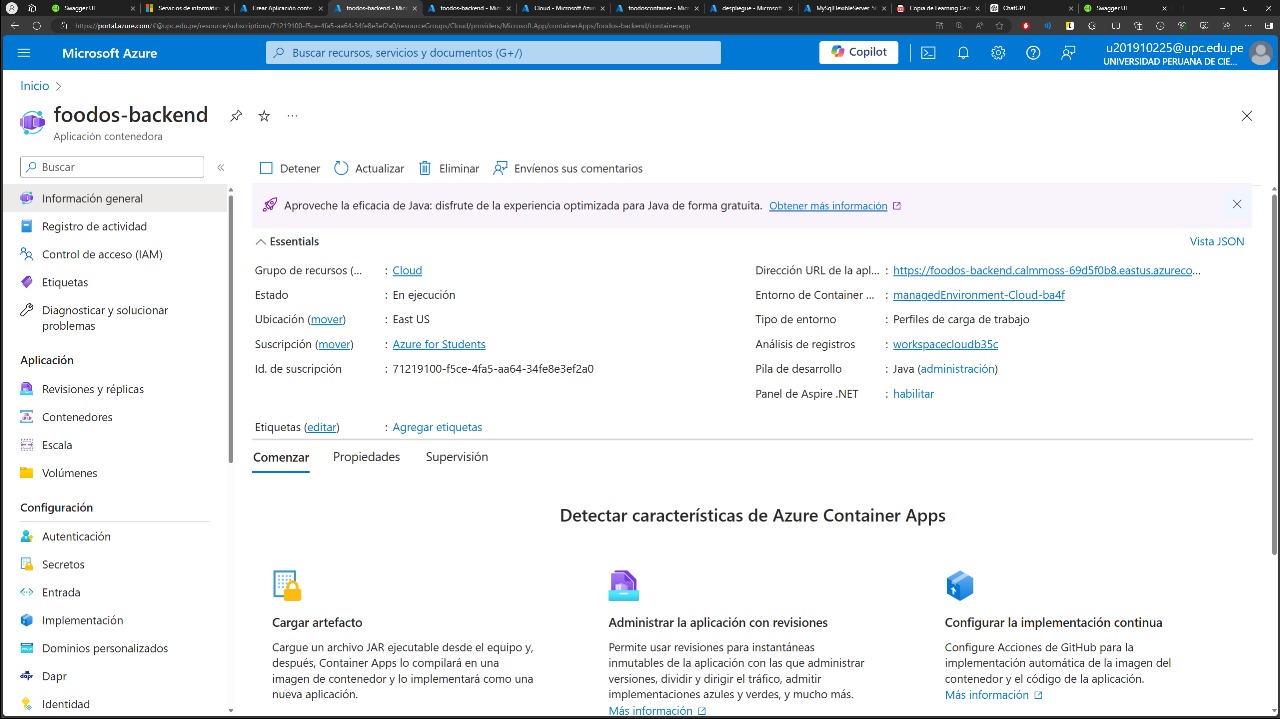 Swagger UI
Servicios de informátic
Crear Aplicación conte
foodos-backend - Micr
foodos-backend - Micr
Cloud - Microsoft Azur
foodoscontainer - Micr
despliegue - Microsoft
MySqlFlexibleServer_50
Copia de Learning Cent
ChatGPT
Swagger UI
https://portal.azure.com/#@upc.edu.pe/resource/subscriptions/71219100-f5ce-4fa5-aa64-34fe8e3ef2a0/resourceGroups/Cloud/providers/Microsoft.App/containerApps/foodos-backend/containerapp
Microsoft Azure
Buscar recursos, servicios y documentos (G+/)
Copilot
u201910225@upc.edu.pe
UNIVERSIDAD PERUANA DE CIE...
Inicio
foodos-backend
Aplicación contenedora
Buscar
Detener
Actualizar
Eliminar
Envíenos sus comentarios
Información general
Registro de actividad
Control de acceso (IAM)
Etiquetas
Diagnosticar y solucionar
problemas
Aplicación
Revisiones y réplicas
Contenedores
Escala
Volúmenes
Configuración
Autenticación
Secretos
Entrada
Implementación
Dominios personalizados
Dapr
Identidad
Aproveche la eficacia de Java: disfrute de la experiencia optimizada para Java de forma gratuita. Obtener más información
Essentials
Vista JSON
Grupo de recursos (... : Cloud
Estado : En ejecución
Ubicación (mover) : East US
Suscripción (mover) : Azure for Students
Id. de suscripción : 71219100-f5ce-4fa5-aa64-34fe8e3ef2a0
Dirección URL de la apl... : https://foodos-backend.calmmoss-69d5f0b8.eastus.azureco...
Entorno de Container ... : managedEnvironment-Cloud-ba4f
Tipo de entorno : Perfiles de carga de trabajo
Análisis de registros : workspacecloudb35c
Pila de desarrollo : Java (administración)
Panel de Aspire .NET : habilitar
Etiquetas (editar) : Agregar etiquetas
Comenzar
Propiedades
Supervisión
Detectar características de Azure Container Apps
Cargar artefacto
Cargue un archivo JAR ejecutable desde el equipo y,
después, Container Apps lo compilará en una
imagen de contenedor y lo implementará como una
nueva aplicación.
Administrar la aplicación con revisiones
Permite usar revisiones para instantáneas
inmutables de la aplicación con las que administrar
versiones, dividir y dirigir el tráfico, admitir
implementaciones azules y verdes, y mucho más.
Más información
Configurar la implementación continua
Configure Acciones de GitHub para la
implementación automática de la imagen del
contenedor y el código de la aplicación.
Más información